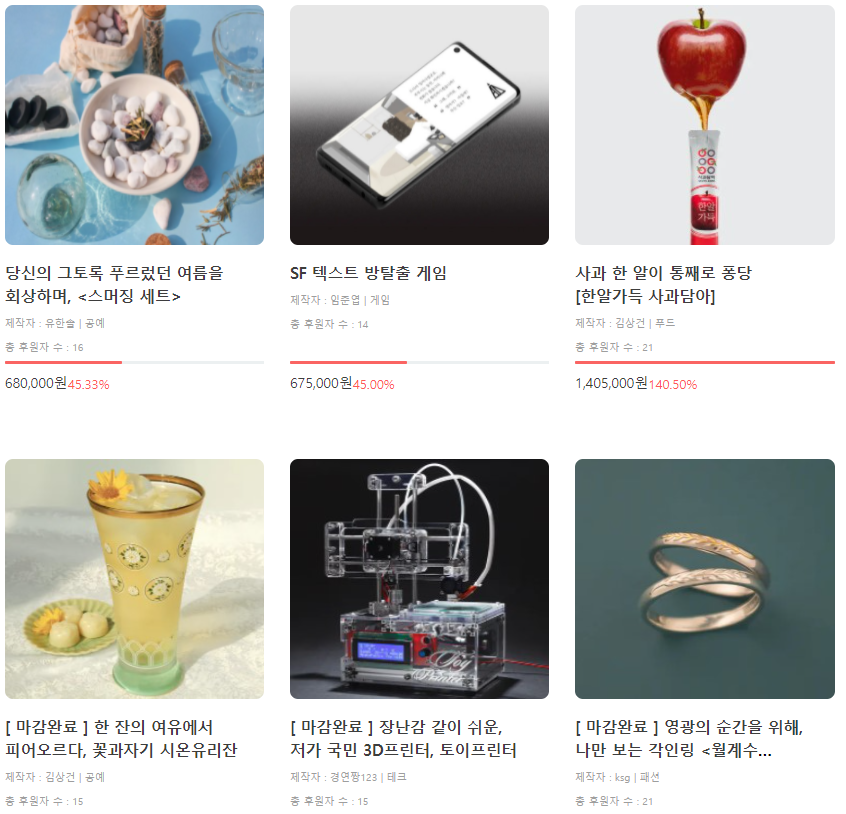 한알
가득
당신의 그토록 푸르렀던 여름을
회상하며, <스머징 세트>
제작자 : 유한솔 | 공예
총 후원자 수 : 16
680,000원45.33%
SF 텍스트 방탈출 게임
제작자 : 임준엽 | 게임
총 후원자 수 : 14
675,000원45.00%
사과 한 알이 통째로 퐁당
[한알가득 사과담아]
제작자 : 김상건 | 푸드
총 후원자 수 : 21
1,405,000원140.50%
Toy
Printer
[ 마감완료 ] 한 잔의 여유에서
피어오르다, 꽃과자기 시온유리잔
제작자 : 김상건 | 공예
총 후원자 수 : 15
[ 마감완료 ] 장난감 같이 쉬운,
저가 국민 3D프린터, 토이프린터
제작자 : 경연짱123 | 테크
총 후원자 수 : 15
[ 마감완료 ] 영광의 순간을 위해,
나만 보는 각인링 <월계수...
제작자 : ksg | 패션
총 후원자 수 : 21